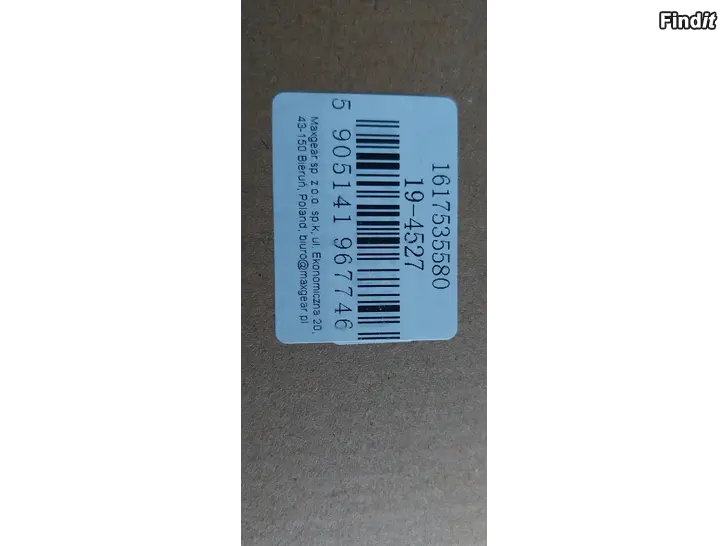 Findit
1617535580
19-4527
5 905141 967746
Maxgear sp. z o.o. sp.k, ul. Ekonomiczna 20,
43-150 Bieruń, Poland, biuro@maxgear.pl